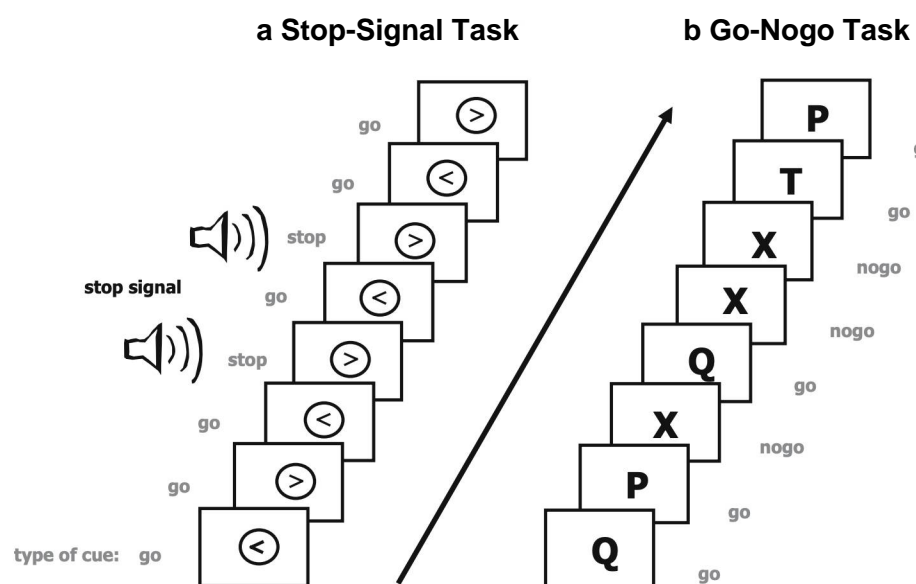 a Stop-Signal Task
b Go-Nogo Task
go
>
go
<
stop
>
stop signal
go
<
stop
>
go
<
go
>
type of cue: go
<
P
T
go
X
nogo
X
nogo
Q
go
X
nogo
P
go
Q
go